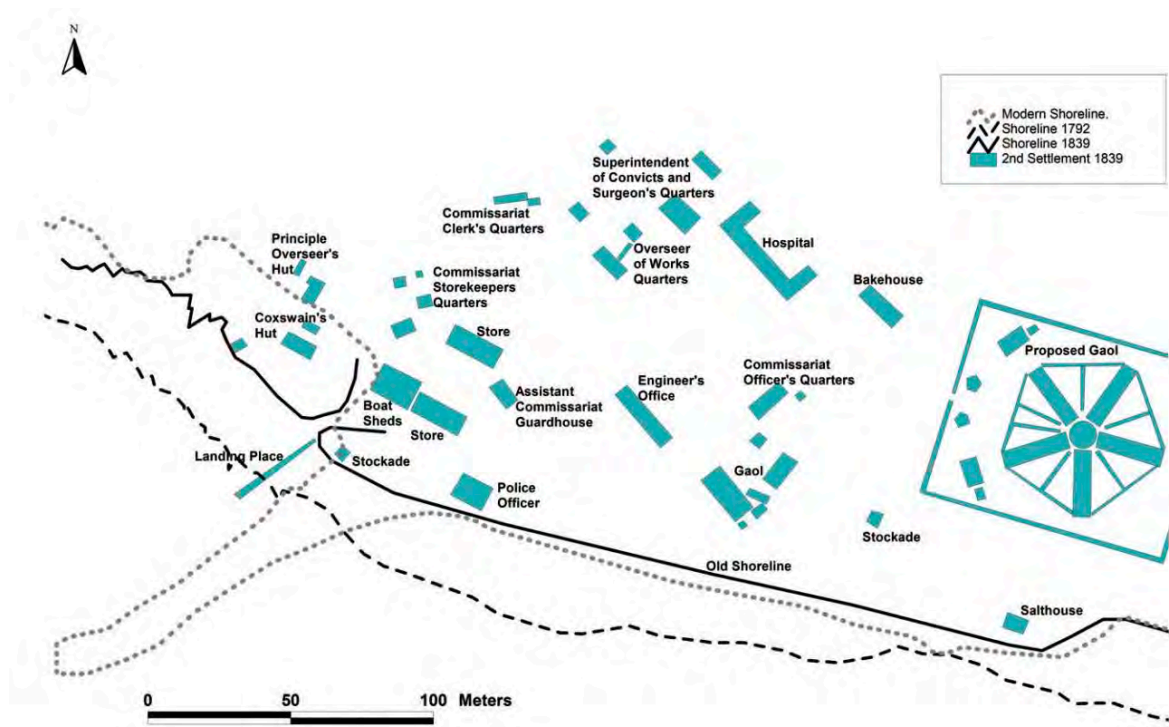 N
Modern Shoreline.
Shoreline 1792
Shoreline 1839
2nd Settlement 1839
Superintendent
of Convicts and
Surgeon's Quarters
Commissariat
Clerk's Quarters
Hospital
Principle
Overseer's
Hut
Overseer
of Works
Quarters
Commissariat
Storekeepers
Quarters
Bakehouse
Coxswain's
Hut
Store
Proposed Gaol
Commissariat
Officer's Quarters
Engineer's
Office
Assistant
Commissariat
Guardhouse
Boat
Sheds
Store
Landing Place
Stockade
Gaol
Police
Officer
Stockade
Old Shoreline
Salthouse
0 50 100 Meters